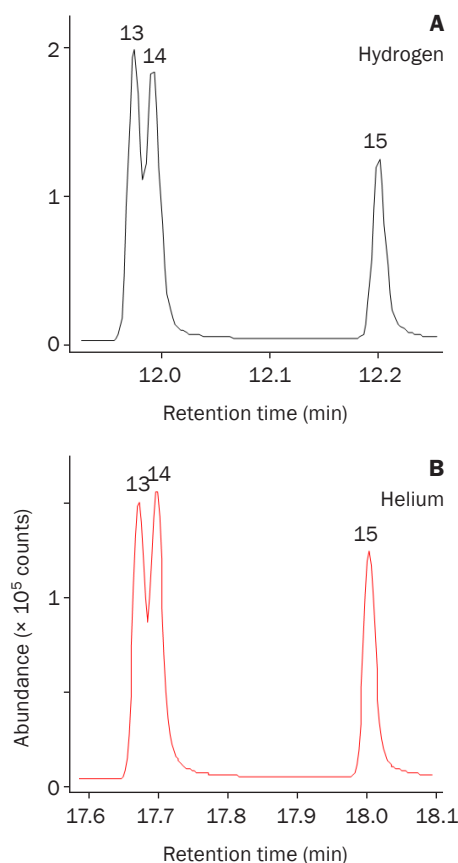 A
Hydrogen
13
14
15
2
1
0
12.0 12.1 12.2
Retention time (min)
B
Helium
13 14
15
Abundance (× 10⁵ counts)
1
0
17.6 17.7 17.8 17.9 18.0 18.1
Retention time (min)